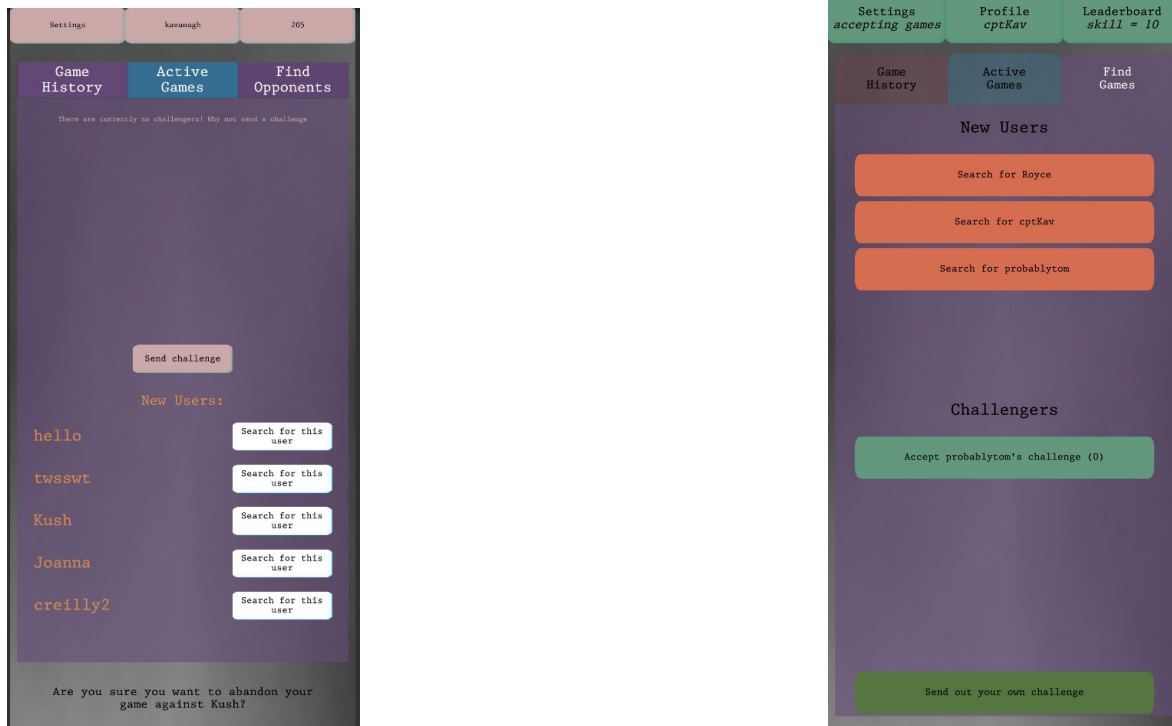 Settings
kavanagh
205
Game
History
Active
Games
Find
Opponents
There are currently no challengers! Why not send a challenge
Send challenge
New Users:
hello
Search for this
user
twsswt
Search for this
user
Kush
Search for this
user
Joanna
Search for this
user
creilly2
Search for this
user
Are you sure you want to abandon your
game against Kush?
Settings
accepting games
Profile
cptKav
Leaderboard
skill = 10
Game
History
Active
Games
Find
Games
New Users
Search for Royce
Search for cptKav
Search for probablytom
Challengers
Accept probablytom's challenge (0)
Send out your own challenge